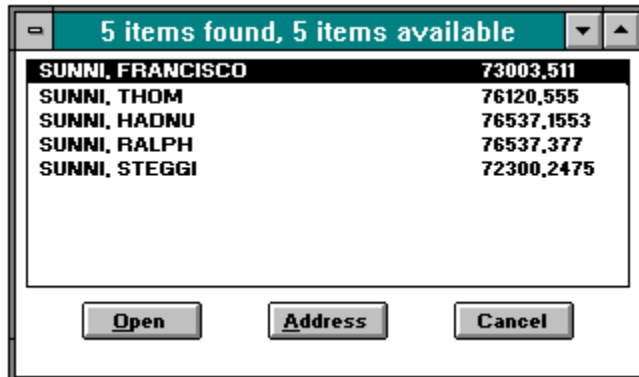 5 items found, 5 items available
SUNNI, FRANCISCO 73003,511
SUNNI, THOM 76120,555
SUNNI, HADNU 76537,1553
SUNNI, RALPH 76537,377
SUNNI, STEGGI 72300,2475
Open Address Cancel